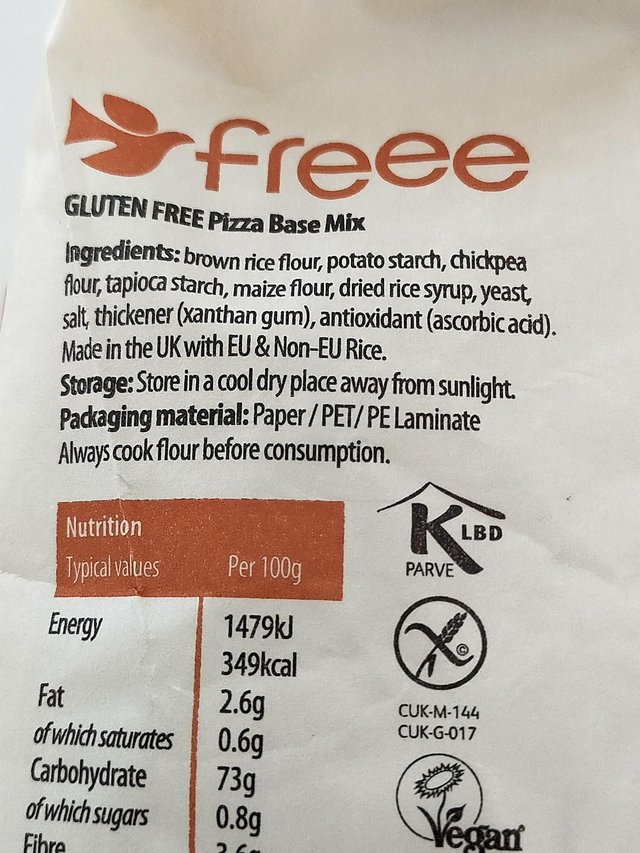 freee
GLUTEN FREE Pizza Base Mix
Ingredients: brown rice flour, potato starch, chickpea
flour, tapioca starch, maize flour, dried rice syrup, yeast,
salt, thickener (xanthan gum), antioxidant (ascorbic acid).
Made in the UK with EU & Non-EU Rice.
Storage: Store in a cool dry place away from sunlight.
Packaging material: Paper / PET/ PE Laminate
Always cook flour before consumption.
Nutrition
Typical values Per 100g
Energy 1479kJ
349kcal
Fat 2.6g
of which saturates 0.6g
Carbohydrate 73g
of which sugars 0.8g
Fibre
K LBD
PARVE
©
CUK-M-144
CUK-G-017
Vegan